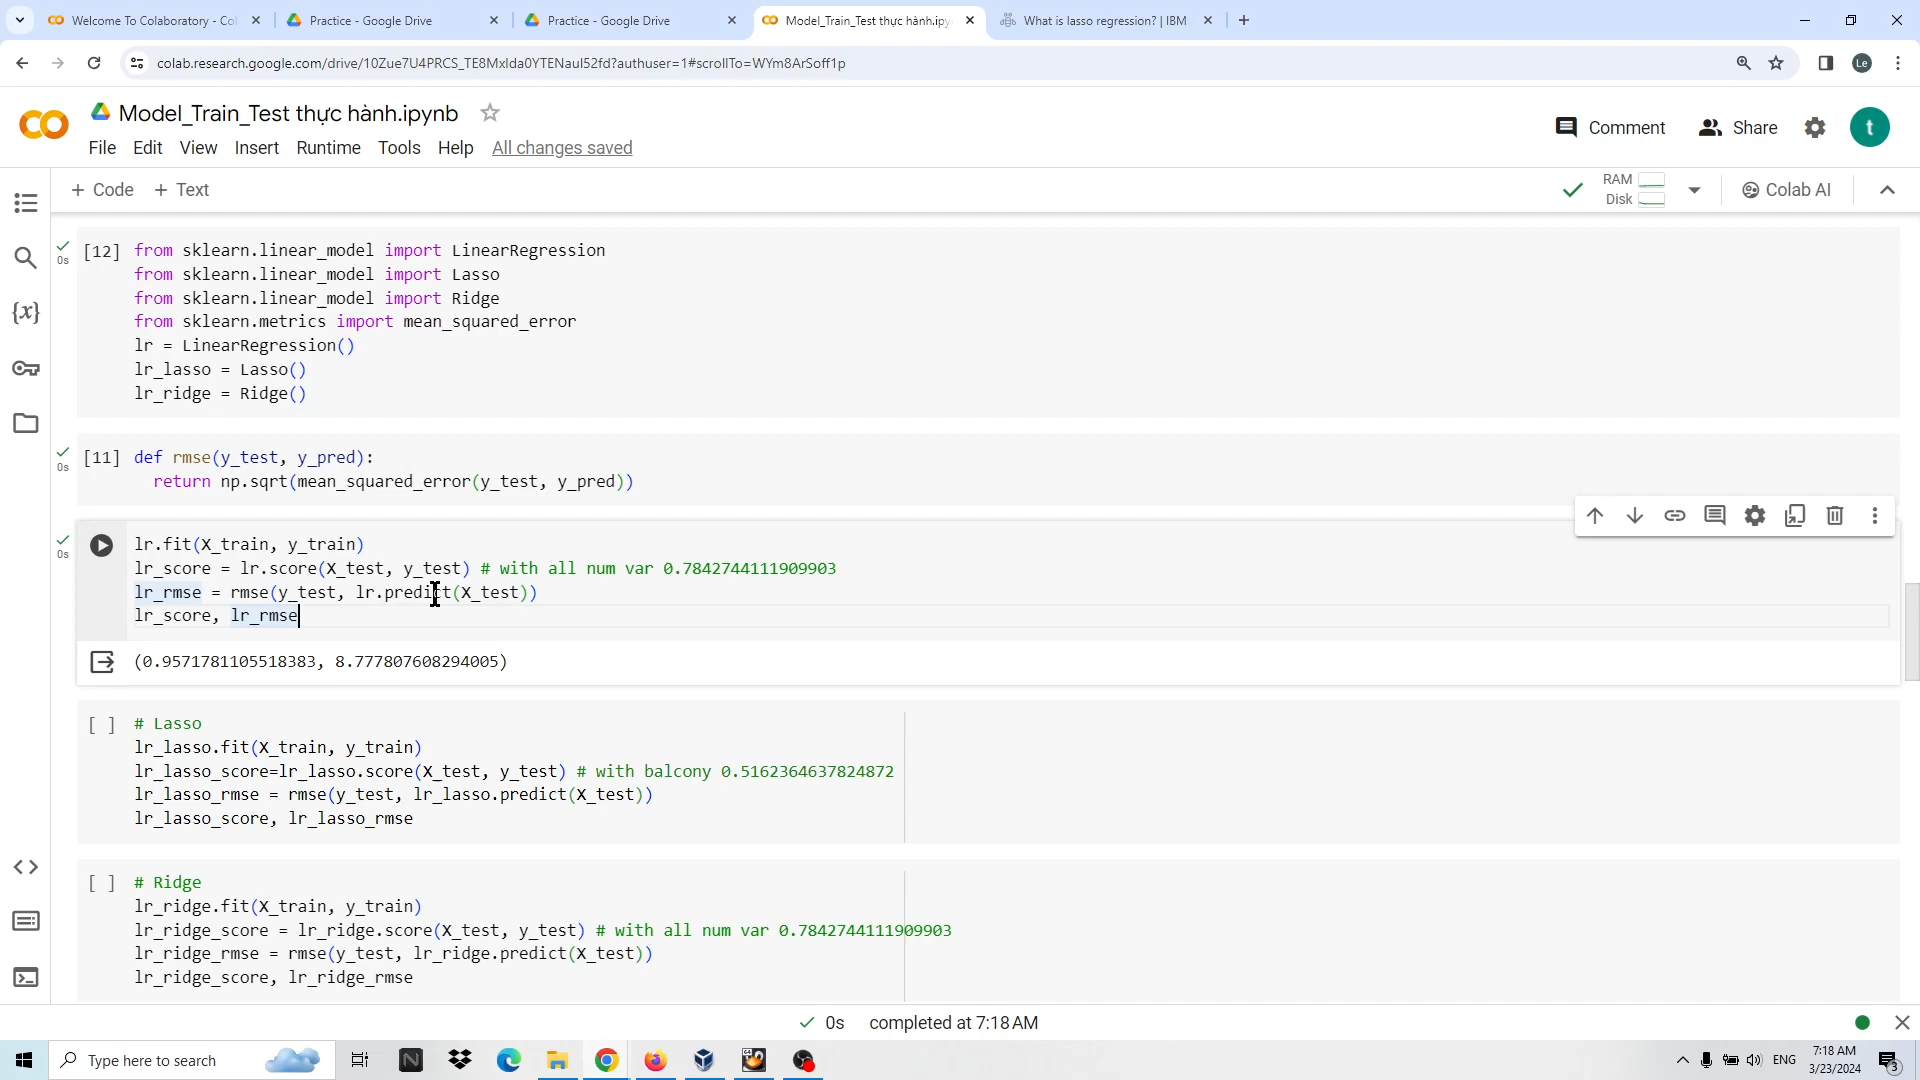 Welcome To Colaboratory - Co
Practice - Google Drive
Practice - Google Drive
Model_Train_Test thực hành.ipy
What is lasso regression? | IBM
colab.research.google.com/drive/10Zue7U4PRCS_TE8MxIda0YTENaul52fd?authuser=1#scrollTo=WYm8ArSoff1p
Le
CO
Model_Train_Test thực hành.ipynb
Comment
Share
t
File Edit View Insert Runtime Tools Help All changes saved
+ Code + Text
RAM
Disk
Colab AI
[12] from sklearn.linear_model import LinearRegression
0s
from sklearn.linear_model import Lasso
from sklearn.linear_model import Ridge
from sklearn.metrics import mean_squared_error
lr = LinearRegression()
lr_lasso = Lasso()
lr_ridge = Ridge()
[11] def rmse(y_test, y_pred):
0s
return np.sqrt(mean_squared_error(y_test, y_pred))
lr.fit(X_train, y_train)
0s
lr_score = lr.score(X_test, y_test) # with all num var 0.7842744111909903
lr_rmse = rmse(y_test, lr.predict(X_test))
lr_score, lr_rmse
(0.9571781105518383, 8.777807608294005)
[ ] # Lasso
lr_lasso.fit(X_train, y_train)
lr_lasso_score=lr_lasso.score(X_test, y_test) # with balcony 0.5162364637824872
lr_lasso_rmse = rmse(y_test, lr_lasso.predict(X_test))
lr_lasso_score, lr_lasso_rmse
[ ] # Ridge
lr_ridge.fit(X_train, y_train)
lr_ridge_score = lr_ridge.score(X_test, y_test) # with all num var 0.7842744111909903
lr_ridge_rmse = rmse(y_test, lr_ridge.predict(X_test))
lr_ridge_score, lr_ridge_rmse
0s completed at 7:18 AM
Type here to search
ENG
7:18 AM
3/23/2024
3